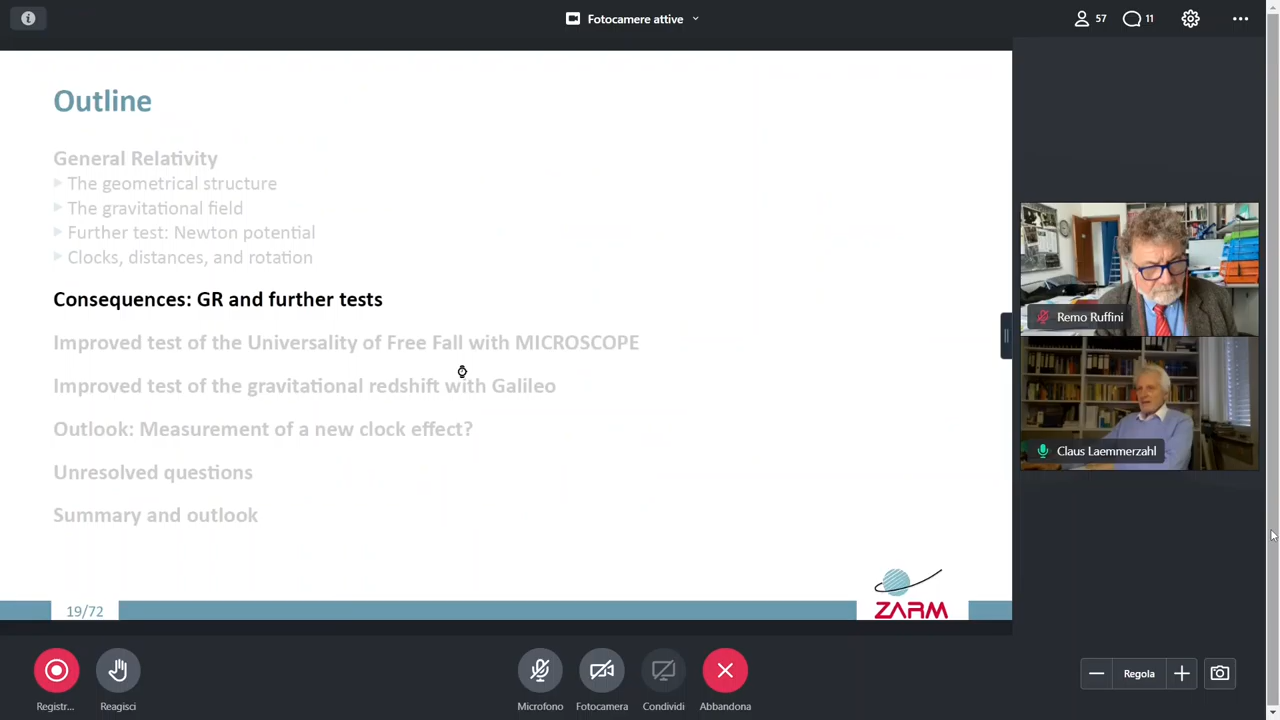 Fotocamere attive
57
11
Outline
General Relativity
The geometrical structure
The gravitational field
Further test: Newton potential
Clocks, distances, and rotation
Consequences: GR and further tests
Improved test of the Universality of Free Fall with MICROSCOPE
Improved test of the gravitational redshift with Galileo
Outlook: Measurement of a new clock effect?
Unresolved questions
Summary and outlook
19/72
ZARM
Remo Ruffini
Claus Laemmerzahl
Registr...
Reagisci
Microfono
Fotocamera
Condividi
Abbandona
Regola